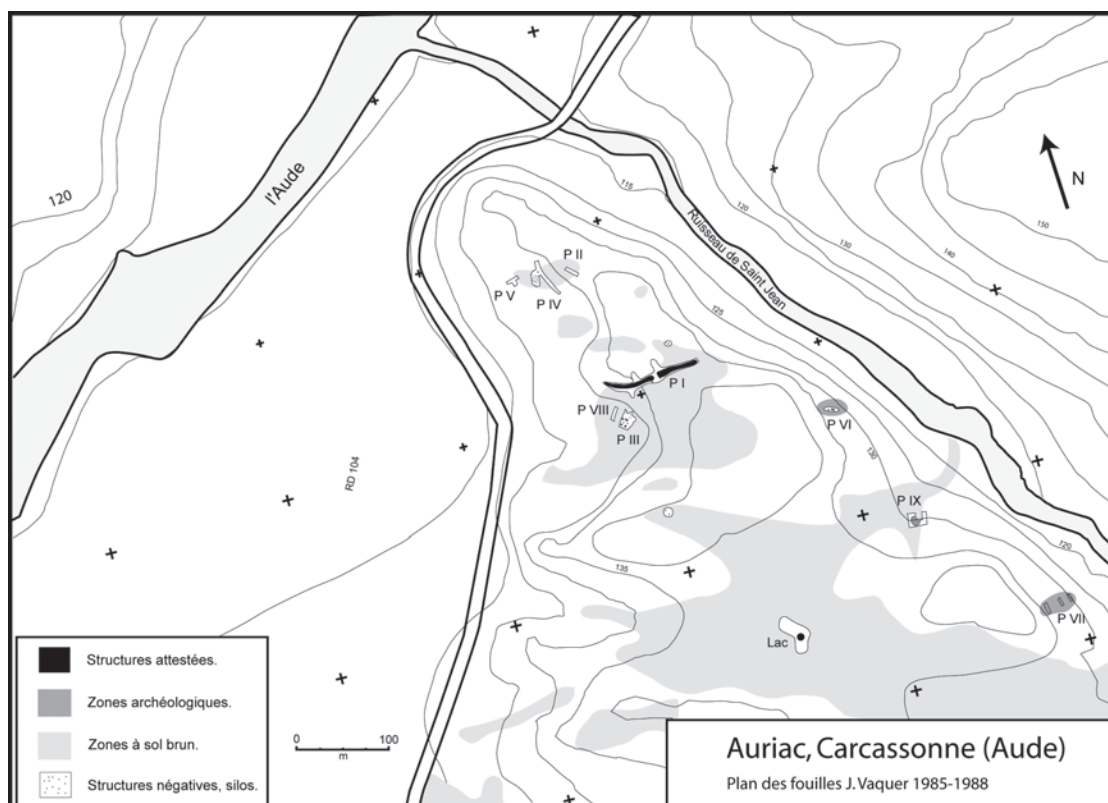 120
l'Aude
115
120
130
140
150
N
Ruisseau de Saint Jean
P II
P V
P IV
125
P I
P VIII
P III
P VI
130
RD 104
P IX
120
135
P VII
Lac
Structures attestées.
Zones archéologiques.
Zones à sol brun.
Structures négatives, silos.
0
100
m
Auriac, Carcassonne (Aude)
Plan des fouilles J. Vaquer 1985-1988